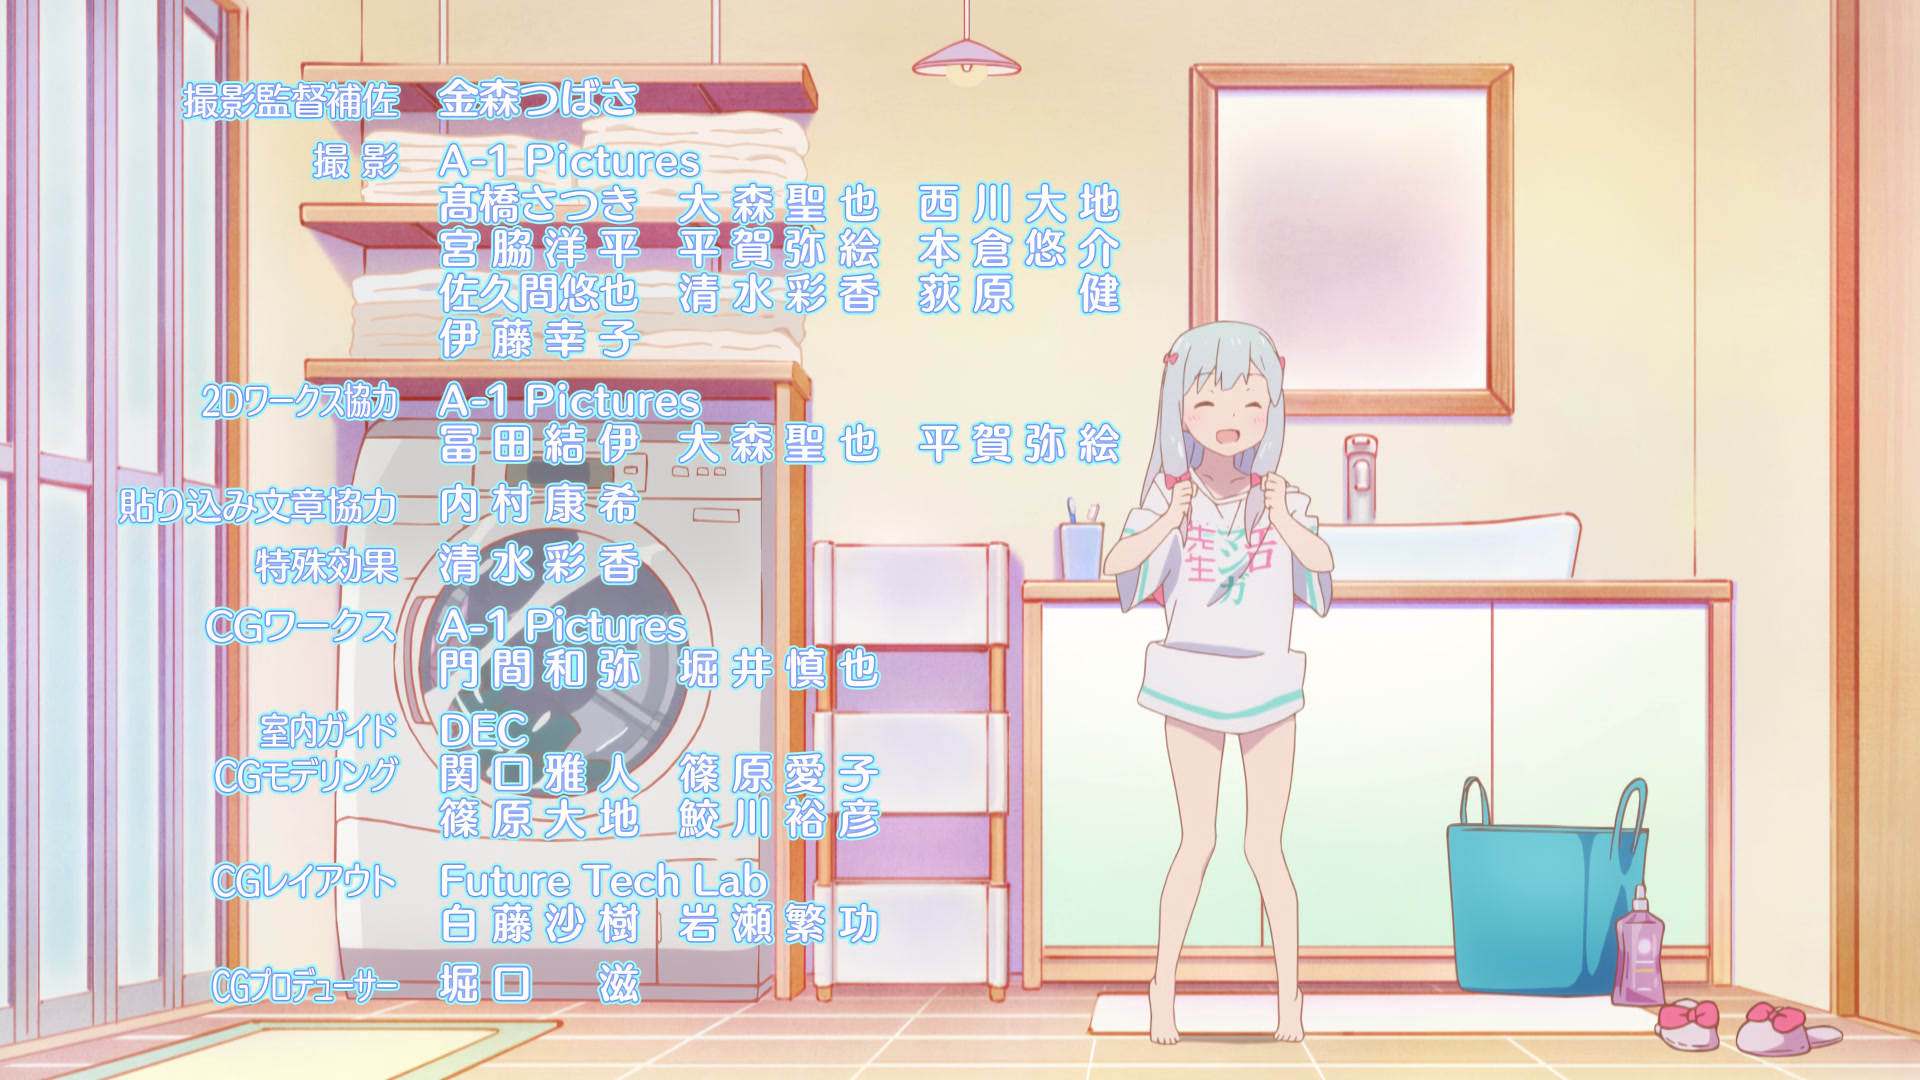 撮影監督補佐 金森つばさ
撮影 A-1 Pictures
髙橋さつき 大森聖也 西川大地
宮脇洋平 平賀弥絵 本倉悠介
佐久間悠也 清水彩香 荻原 健
伊藤幸子
2Dワークス協力 A-1 Pictures
冨田結伊 大森聖也 平賀弥絵
貼り込み文章協力 内村康希
特殊効果 清水彩香
CGワークス A-1 Pictures
門間和弥 堀井慎也
室内ガイド DEC
CGモデリング 関口雅人 篠原愛子
篠原大地 鮫川裕彦
CGレイアウト Future Tech Lab
白藤沙樹 岩瀬繁功
CGプロデューサー 堀口 滋
マンガ
先生